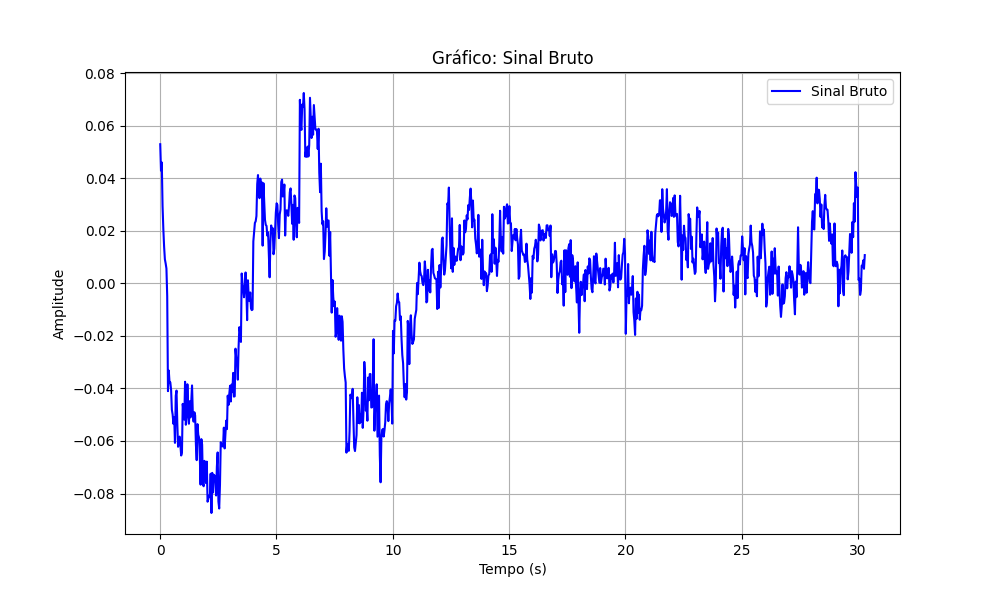 Gráfico: Sinal Bruto
Sinal Bruto
Amplitude
0.08
0.06
0.04
0.02
0.00
−0.02
−0.04
−0.06
−0.08
0 5 10 15 20 25 30
Tempo (s)